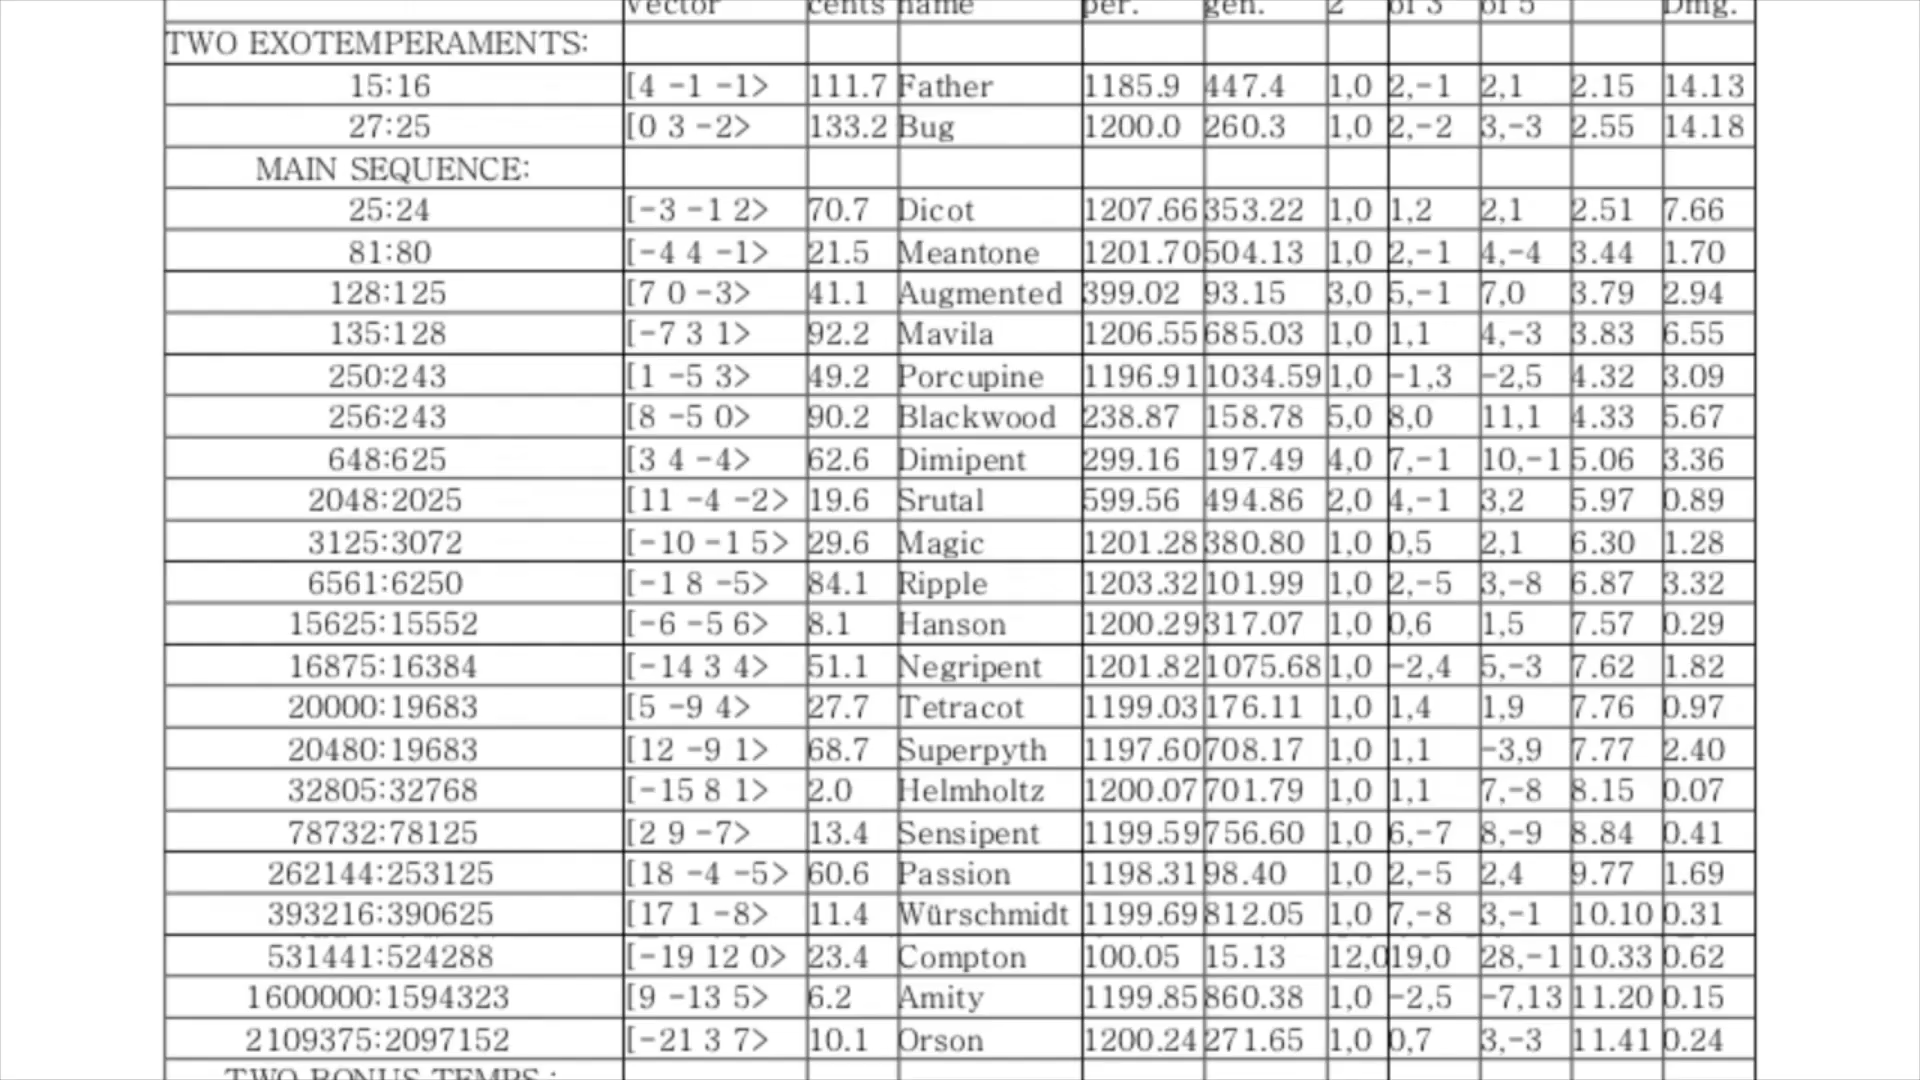 Vector cents name per. gen. 2 of 3 of 5 Dmg.
TWO EXOTEMPERAMENTS:
15:16 [4 -1 -1> 111.7 Father 1185.9 447.4 1,0 2,-1 2,1 2.15 14.13
27:25 [0 3 -2> 133.2 Bug 1200.0 260.3 1,0 2,-2 3,-3 2.55 14.18
MAIN SEQUENCE:
25:24 [-3 -1 2> 70.7 Dicot 1207.66 353.22 1,0 1,2 2,1 2.51 7.66
81:80 [-4 4 -1> 21.5 Meantone 1201.70 504.13 1,0 2,-1 4,-4 3.44 1.70
128:125 [7 0 -3> 41.1 Augmented 399.02 93.15 3,0 5,-1 7,0 3.79 2.94
135:128 [-7 3 1> 92.2 Mavila 1206.55 685.03 1,0 1,1 4,-3 3.83 6.55
250:243 [1 -5 3> 49.2 Porcupine 1196.91 1034.59 1,0 -1,3 -2,5 4.32 3.09
256:243 [8 -5 0> 90.2 Blackwood 238.87 158.78 5,0 8,0 11,1 4.33 5.67
648:625 [3 4 -4> 62.6 Dimipent 299.16 197.49 4,0 7,-1 10,-1 5.06 3.36
2048:2025 [11 -4 -2> 19.6 Srutal 599.56 494.86 2,0 4,-1 3,2 5.97 0.89
3125:3072 [-10 -1 5> 29.6 Magic 1201.28 380.80 1,0 0,5 2,1 6.30 1.28
6561:6250 [-1 8 -5> 84.1 Ripple 1203.32 101.99 1,0 2,-5 3,-8 6.87 3.32
15625:15552 [-6 -5 6> 8.1 Hanson 1200.29 317.07 1,0 0,6 1,5 7.57 0.29
16875:16384 [-14 3 4> 51.1 Negripent 1201.82 1075.68 1,0 -2,4 5,-3 7.62 1.82
20000:19683 [5 -9 4> 27.7 Tetracot 1199.03 176.11 1,0 1,4 1,9 7.76 0.97
20480:19683 [12 -9 1> 68.7 Superpyth 1197.60 708.17 1,0 1,1 -3,9 7.77 2.40
32805:32768 [-15 8 1> 2.0 Helmholtz 1200.07 701.79 1,0 1,1 7,-8 8.15 0.07
78732:78125 [2 9 -7> 13.4 Sensipent 1199.59 756.60 1,0 6,-7 8,-9 8.84 0.41
262144:253125 [18 -4 -5> 60.6 Passion 1198.31 98.40 1,0 2,-5 2,4 9.77 1.69
393216:390625 [17 1 -8> 11.4 Würschmidt 1199.69 812.05 1,0 7,-8 3,-1 10.10 0.31
531441:524288 [-19 12 0> 23.4 Compton 100.05 15.13 12,0 19,0 28,-1 10.33 0.62
1600000:1594323 [9 -13 5> 6.2 Amity 1199.85 860.38 1,0 -2,5 -7,13 11.20 0.15
2109375:2097152 [-21 3 7> 10.1 Orson 1200.24 271.65 1,0 0,7 3,-3 11.41 0.24
TWO BONUS TEMPS.: